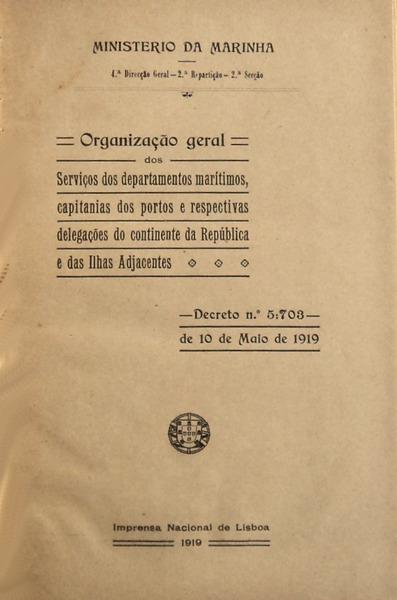 MINISTERIO DA MARINHA
4.ª Direcção Geral — 2.ª Repartição — 2.ª Secção
Organização geral
dos
Serviços dos departamentos marítimos,
capitanias dos portos e respectivas
delegações do continente da República
e das Ilhas Adjacentes
—Decreto n.º 5:703—
de 10 de Maio de 1919
Imprensa Nacional de Lisboa
1919